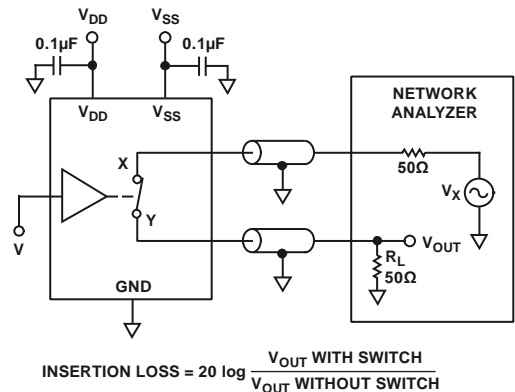 VDD
VSS
0.1µF
0.1µF
VDD
VSS
NETWORK
ANALYZER
X
50Ω
VX
Y
V
VOUT
RL
50Ω
GND
INSERTION LOSS = 20 log VOUT WITH SWITCH
VOUT WITHOUT SWITCH